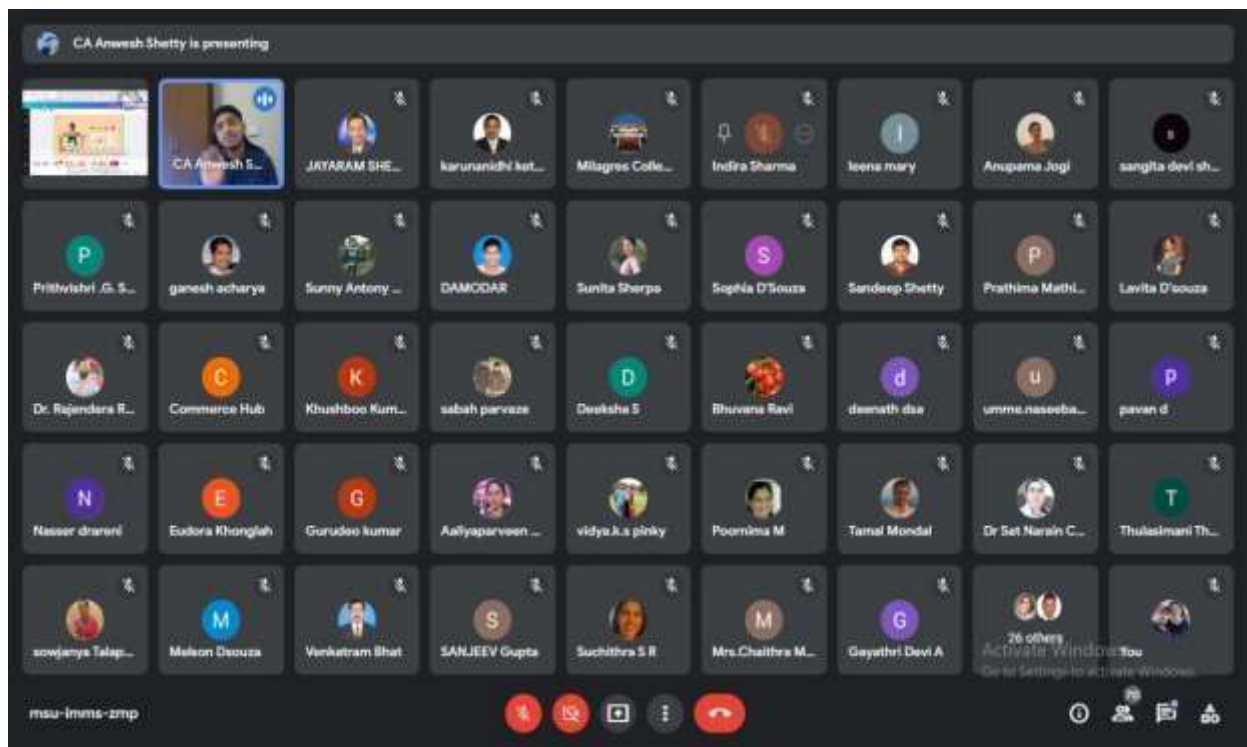 CA Anwesh Shetty is presenting
CA Anwesh S...
JAYARAM SHE...
karunanidhi kot...
Milagres Colle...
Indira Sharma
l
leena mary
Anupama Jogi
s
sangita devi sh...
P
Prithvishri .G. S...
ganesh acharya
Sunny Antony ...
DAMODAR
Sunita Sherpa
S
Sophia D'Souza
Sandeep Shetty
P
Prathima Mathi...
Lavita D'souza
Dr. Rajendera R...
C
Commerce Hub
K
Khushboo Kum...
sabah parvaze
D
Deeksha S
Bhuvana Ravi
d
deenath dsa
u
umme.naseeba...
P
pavan d
N
Nasser drareni
E
Eudora Khonglah
G
Gurudeo kumar
Aaliyaparveen ...
vidya.k.s pinky
Poornima M
Tamal Mondal
Dr Sat Narain C...
T
Thulasimani Th...
sowjanya Talap...
M
Melson Dsouza
Venkatram Bhat
S
SANJEEV Gupta
Suchithra S R
M
Mrs.Chaithra M...
G
Gayathri Devi A
26 others
You
Activate Windows
Go to Settings to activate Windows.
msu-imms-zmp
70